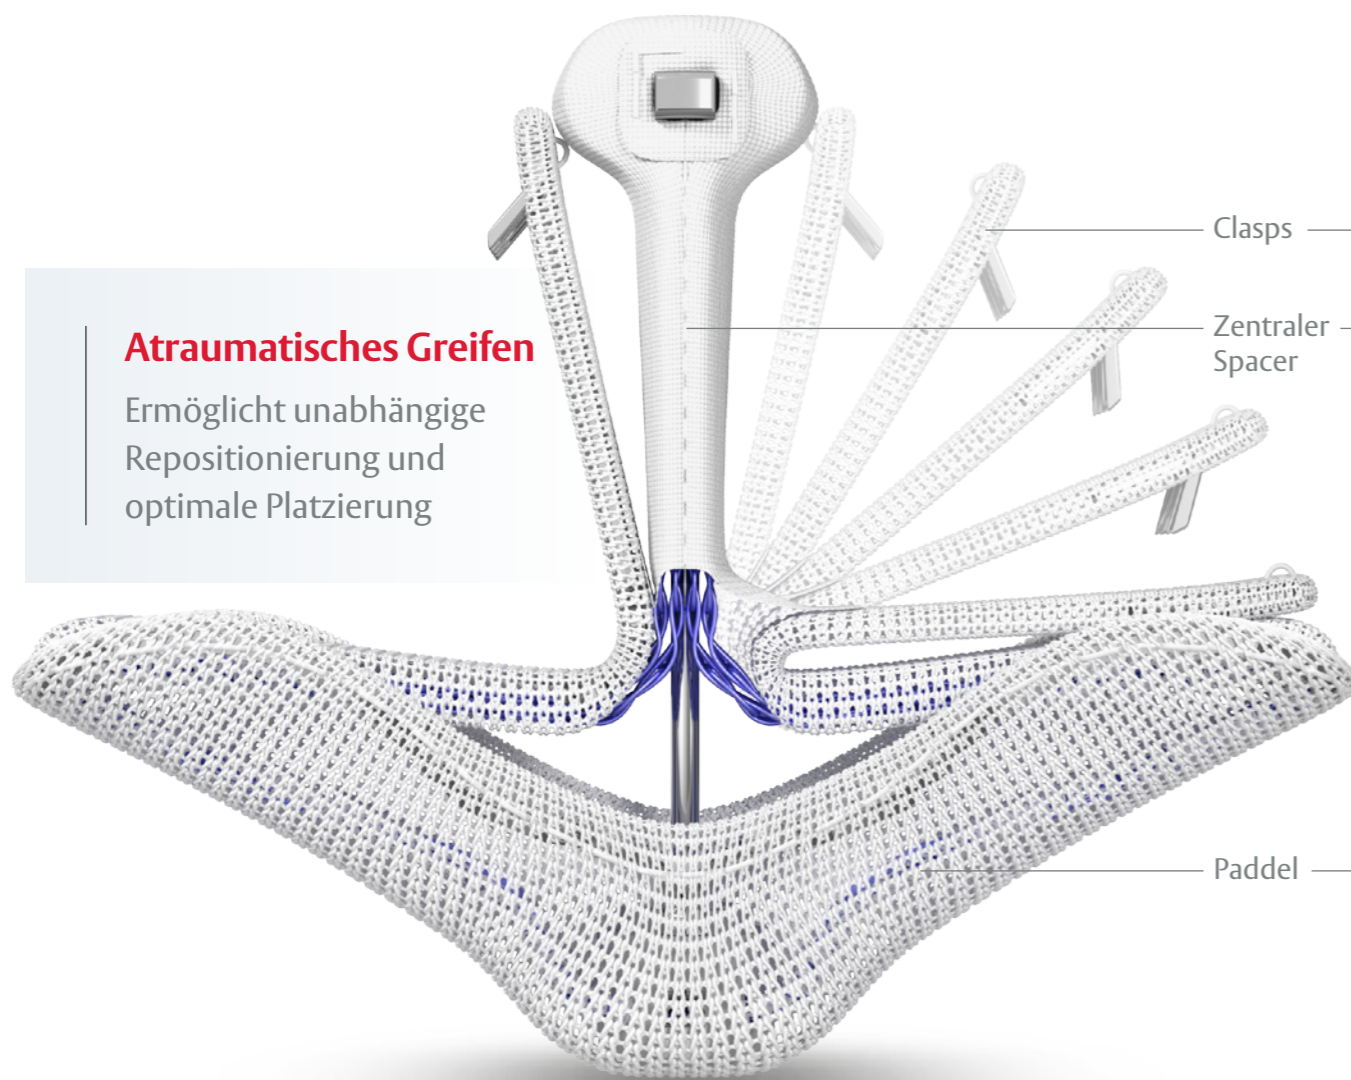 Atraumatisches Greifen
Ermöglicht unabhängige
Repositionierung und
optimale Platzierung
Clasps
Zentraler
Spacer
Paddel